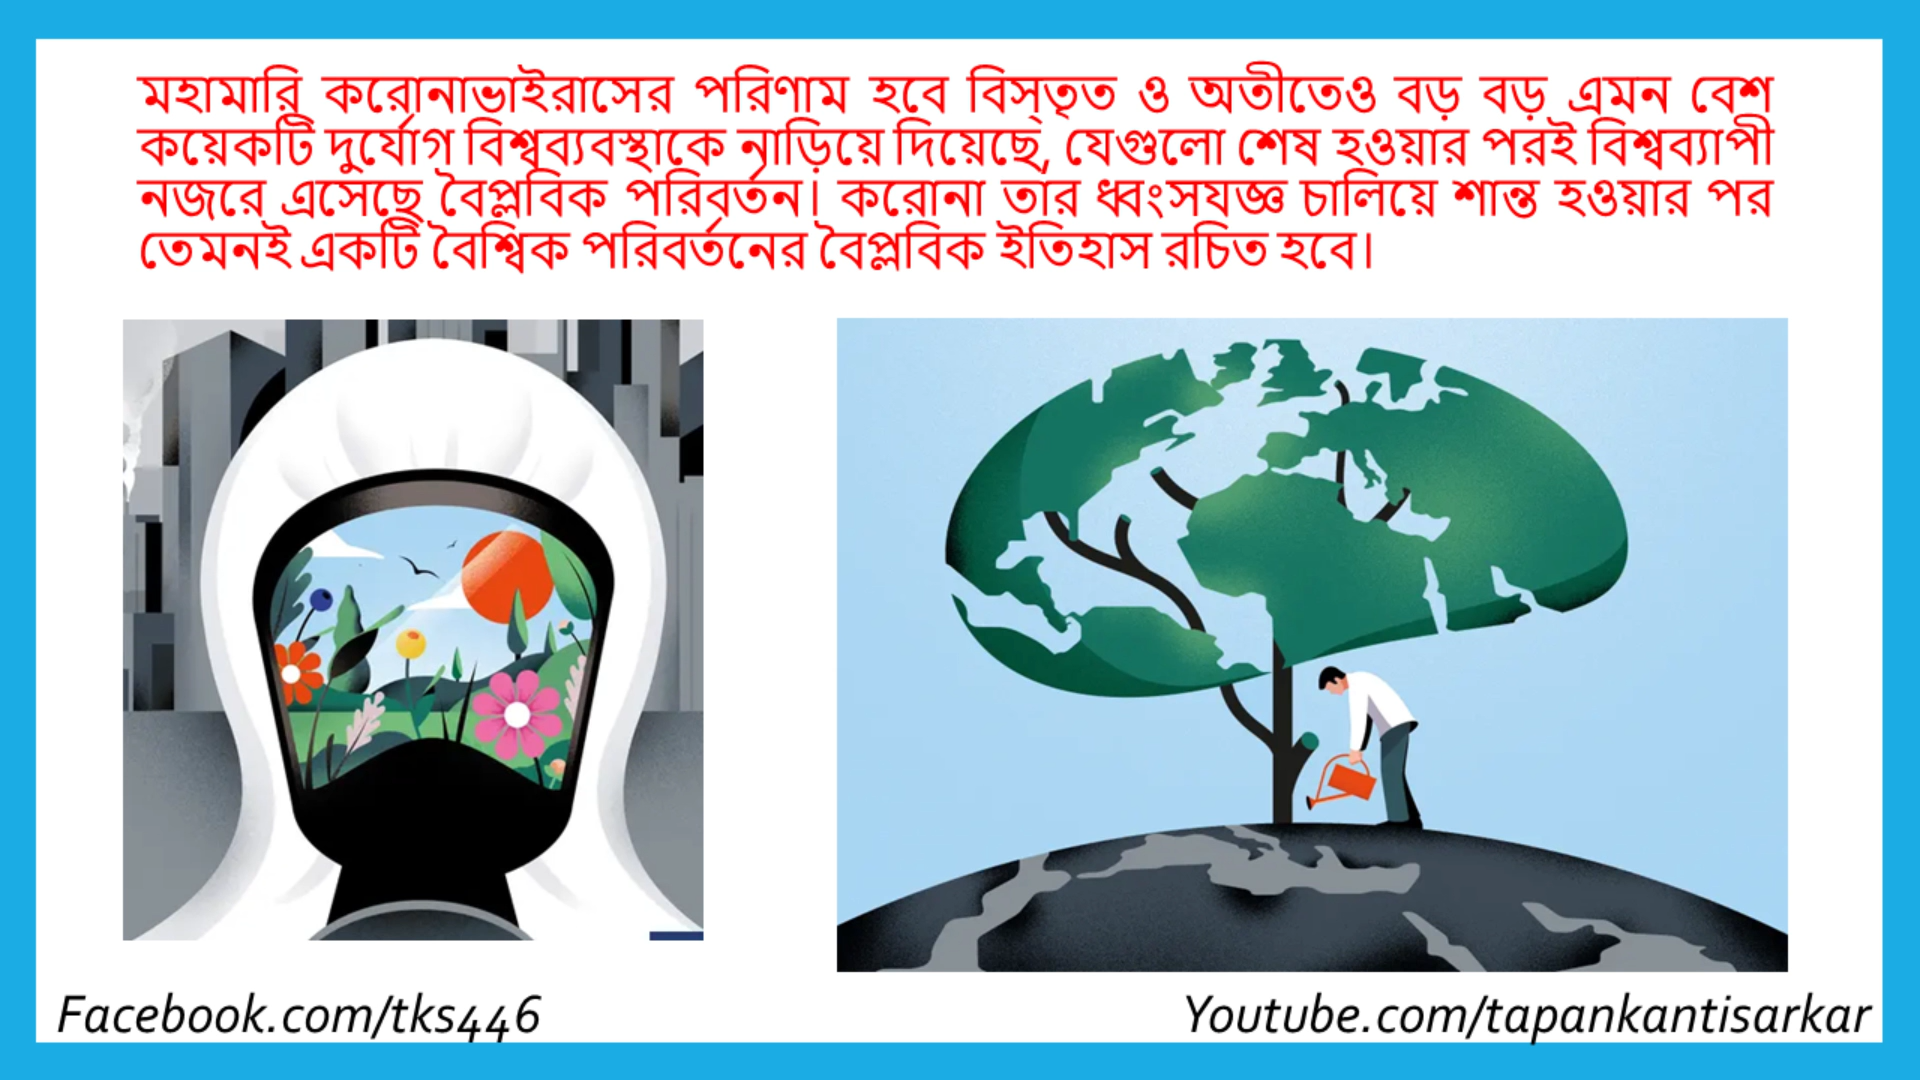 মহামারি করোনাভাইরাসের পরিণাম হবে বিস্তৃত ও অতীতেও বড় বড় এমন বেশ
কয়েকটি দুর্যোগ বিশ্বব্যবস্থাকে নাড়িয়ে দিয়েছে, যেগুলো শেষ হওয়ার পরই বিশ্বব্যাপী
নজরে এসেছে বৈপ্লবিক পরিবর্তন। করোনা তার ধ্বংসযজ্ঞ চালিয়ে শান্ত হওয়ার পর
তেমনই একটি বৈশ্বিক পরিবর্তনের বৈপ্লবিক ইতিহাস রচিত হবে।
Facebook.com/tks446
Youtube.com/tapankantisarkar